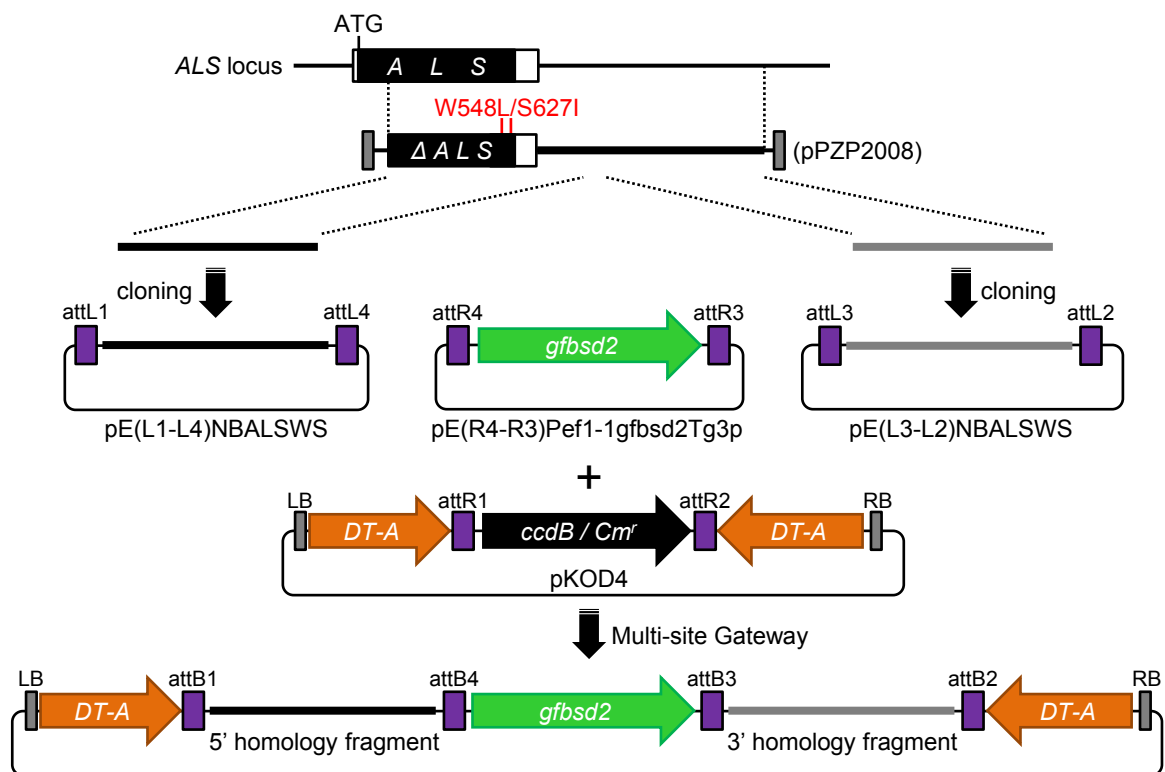 ATG
ALS locus
A L S
W548L/S627I
Δ A L S
(pPZP2008)
cloning
cloning
attL1
attL4
attR4
attR3
attL3
attL2
gfbsd2
pE(L1-L4)NBALSWS
pE(R4-R3)Pef1-1gfbsd2Tg3p
pE(L3-L2)NBALSWS
+
LB
attR1
attR2
RB
DT-A
ccdB / Cmʳ
DT-A
pKOD4
Multi-site Gateway
LB
attB1
attB4
attB3
attB2
RB
DT-A
gfbsd2
DT-A
5’ homology fragment
3’ homology fragment